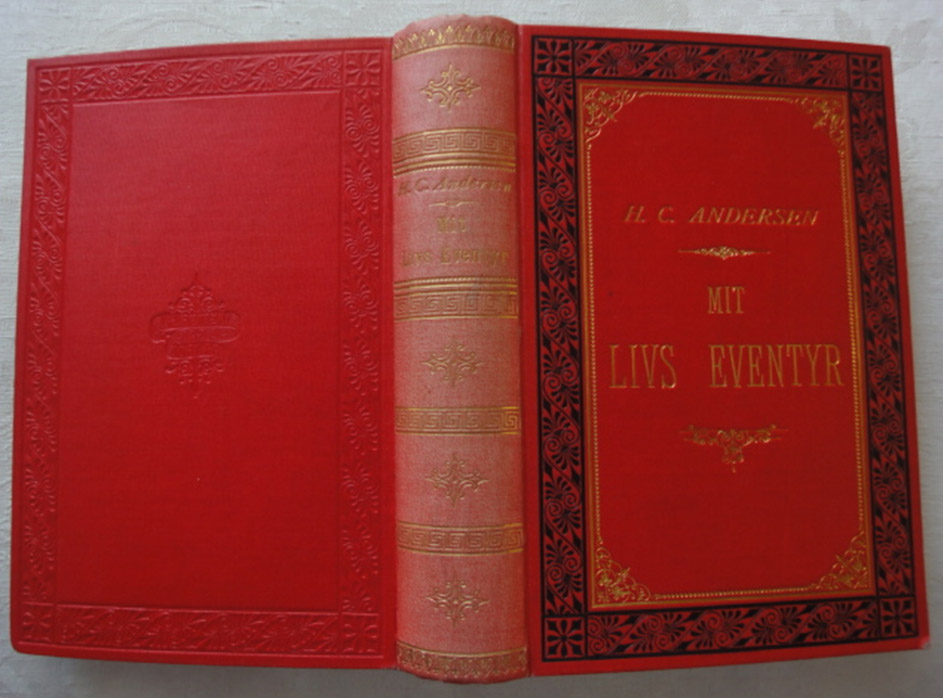 H. C. Andersen
Mit
Livs Eventyr
H. C. ANDERSEN
MIT
LIVS EVENTYR